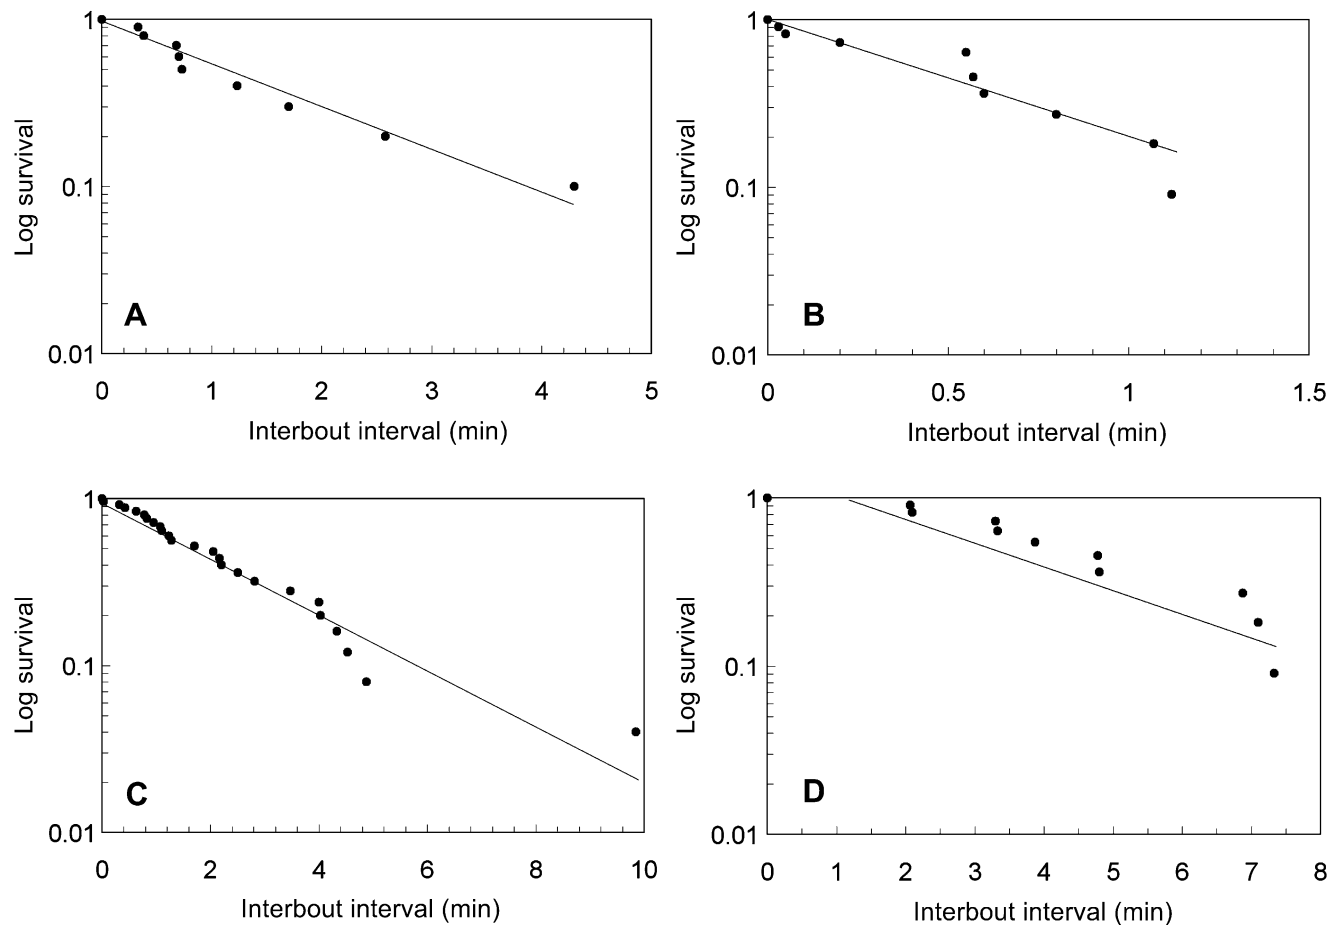 1
0.1
0.01
Log survival
A
0 1 2 3 4 5
Interbout interval (min)
1
0.1
0.01
Log survival
B
0 0.5 1 1.5
Interbout interval (min)
1
0.1
0.01
Log survival
C
0 2 4 6 8 10
Interbout interval (min)
1
0.1
0.01
Log survival
D
0 1 2 3 4 5 6 7 8
Interbout interval (min)